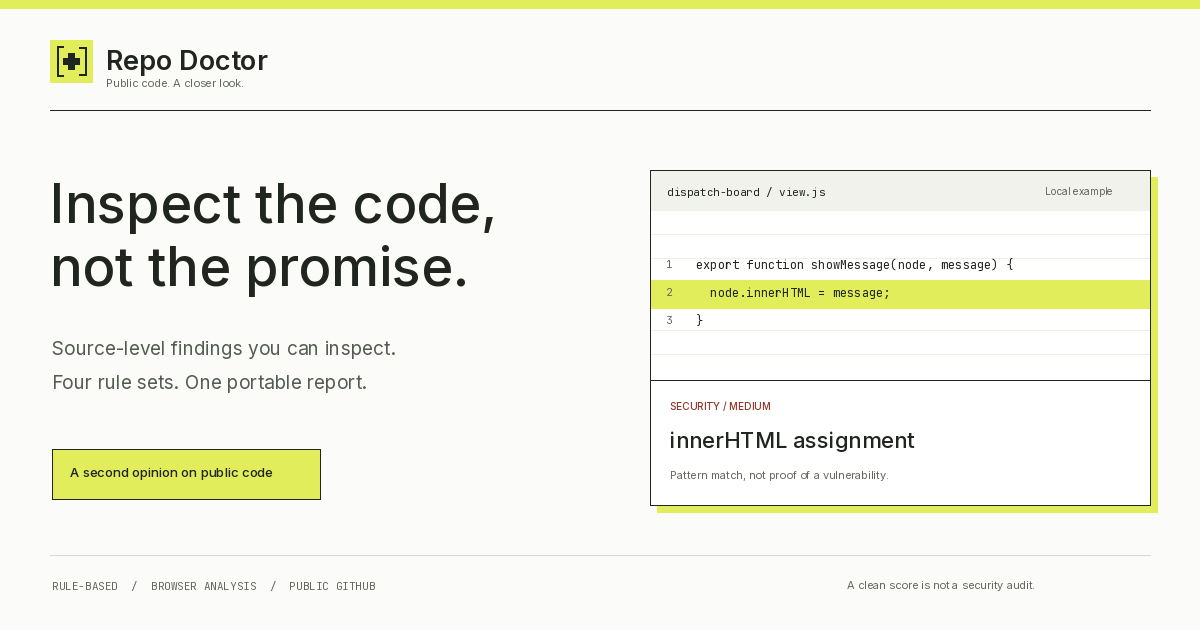 Repo Doctor
Public code. A closer look.
Inspect the code,
not the promise.
Source-level findings you can inspect.
Four rule sets. One portable report.
A second opinion on public code
dispatch-board / view.js
Local example
1 export function showMessage(node, message) {
2 node.innerHTML = message;
3 }
SECURITY / MEDIUM
innerHTML assignment
Pattern match, not proof of a vulnerability.
RULE-BASED / BROWSER ANALYSIS / PUBLIC GITHUB
A clean score is not a security audit.